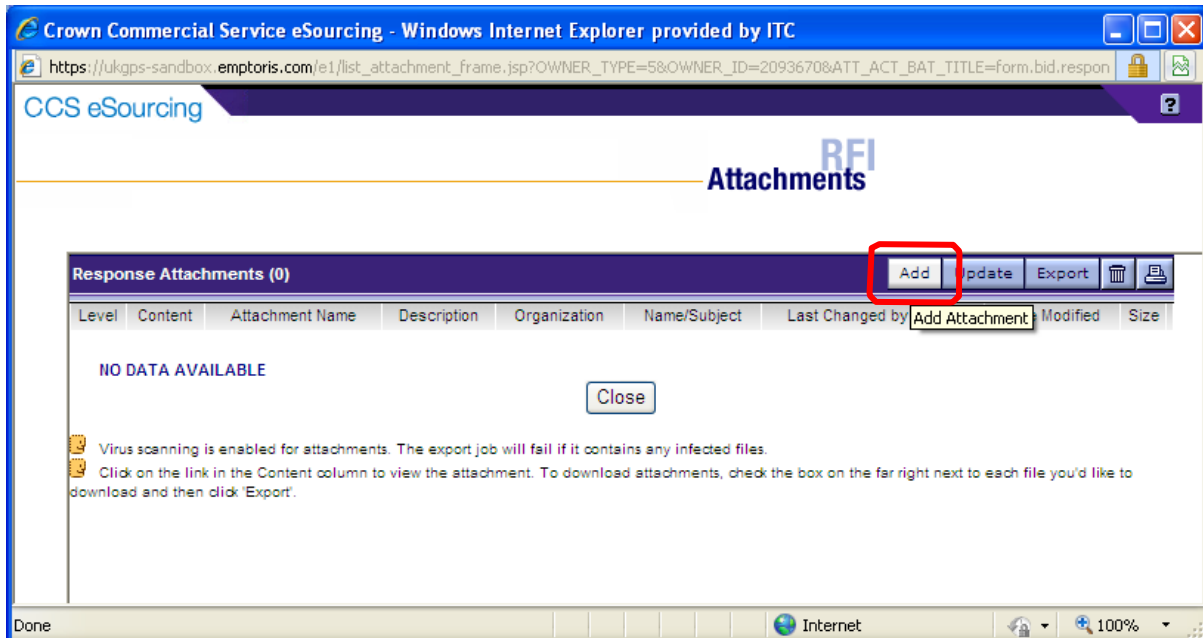 Crown Commercial Service eSourcing - Windows Internet Explorer provided by ITC
https://ukgps-sandbox.emptoris.com/e1/list_attachment_frame.jsp?OWNER_TYPE=5&OWNER_ID=2093670&ATT_ACT_BAT_TITLE=form.bid.respon
CCS eSourcing
?
RFI
Attachments
Response Attachments (0) Add Update Export
Level Content Attachment Name Description Organization Name/Subject Last Changed by Modified Size
Add Attachment
NO DATA AVAILABLE
Close
Virus scanning is enabled for attachments. The export job will fail if it contains any infected files.
Click on the link in the Content column to view the attachment. To download attachments, check the box on the far right next to each file you'd like to
download and then click 'Export'.
Done Internet 100%